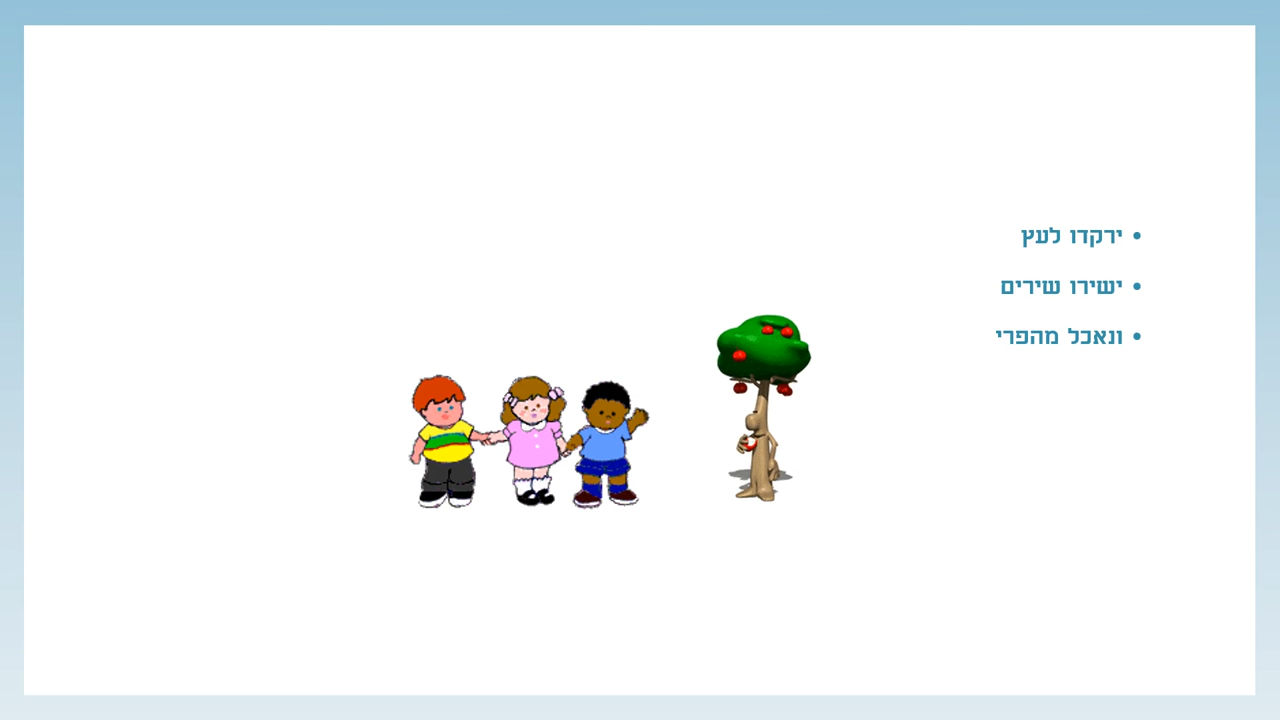 • ירקדו לעץ
• ישירו שירים
• ונאכל מהפרי